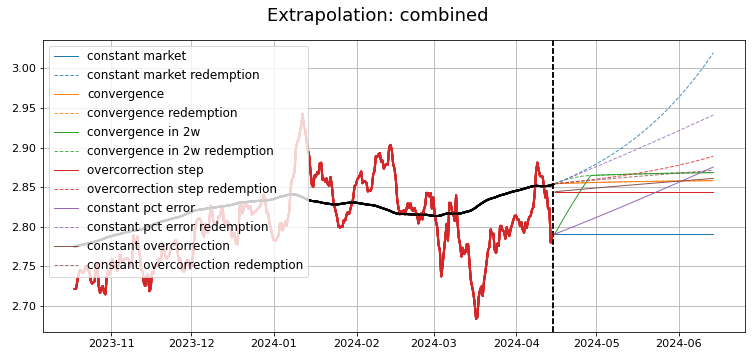 Extrapolation: combined
3.00
2.95
2.90
2.85
2.80
2.75
2.70
constant market
constant market redemption
convergence
convergence redemption
convergence in 2w
convergence in 2w redemption
overcorrection step
overcorrection step redemption
constant pct error
constant pct error redemption
constant overcorrection
constant overcorrection redemption
2023-11 2023-12 2024-01 2024-02 2024-03 2024-04 2024-05 2024-06